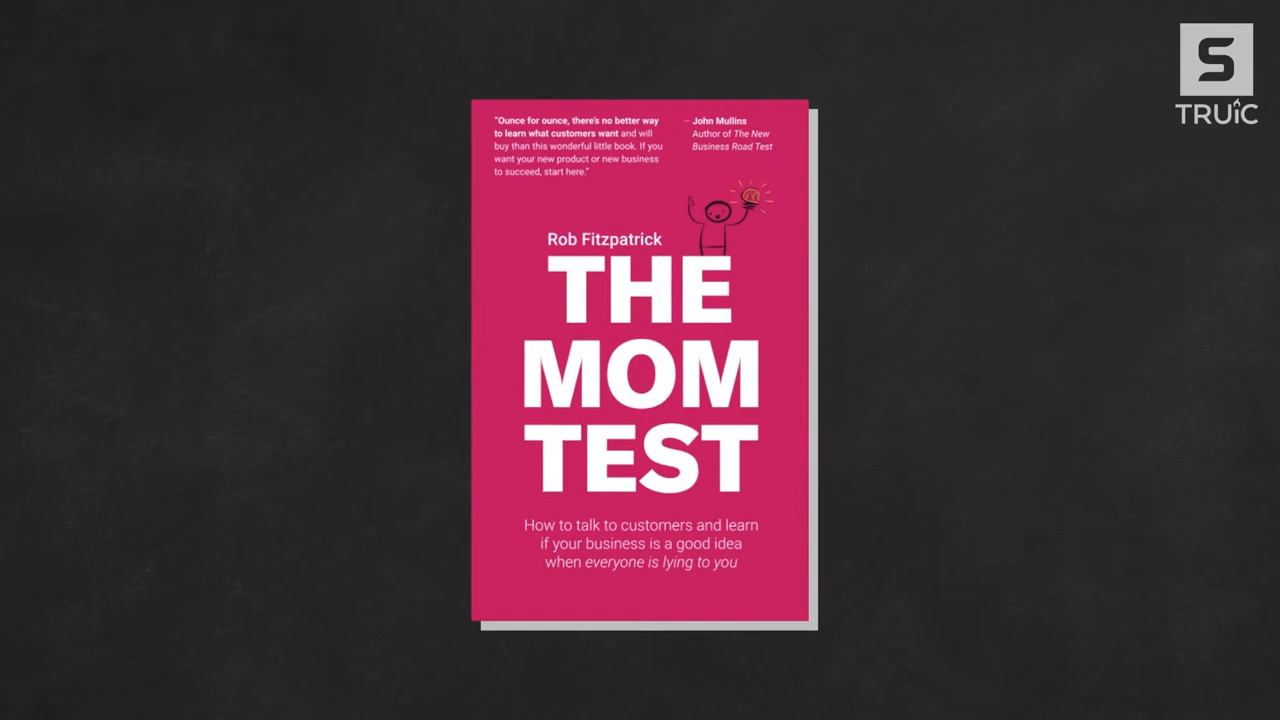 “Ounce for ounce, there’s no better way
to learn what customers want and will
buy than this wonderful little book. If you
want your new product or new business
to succeed, start here.”
— John Mullins
Author of The New
Business Road Test
Rob Fitzpatrick
THE
MOM
TEST
How to talk to customers and learn
if your business is a good idea
when everyone is lying to you
S
TRUiC